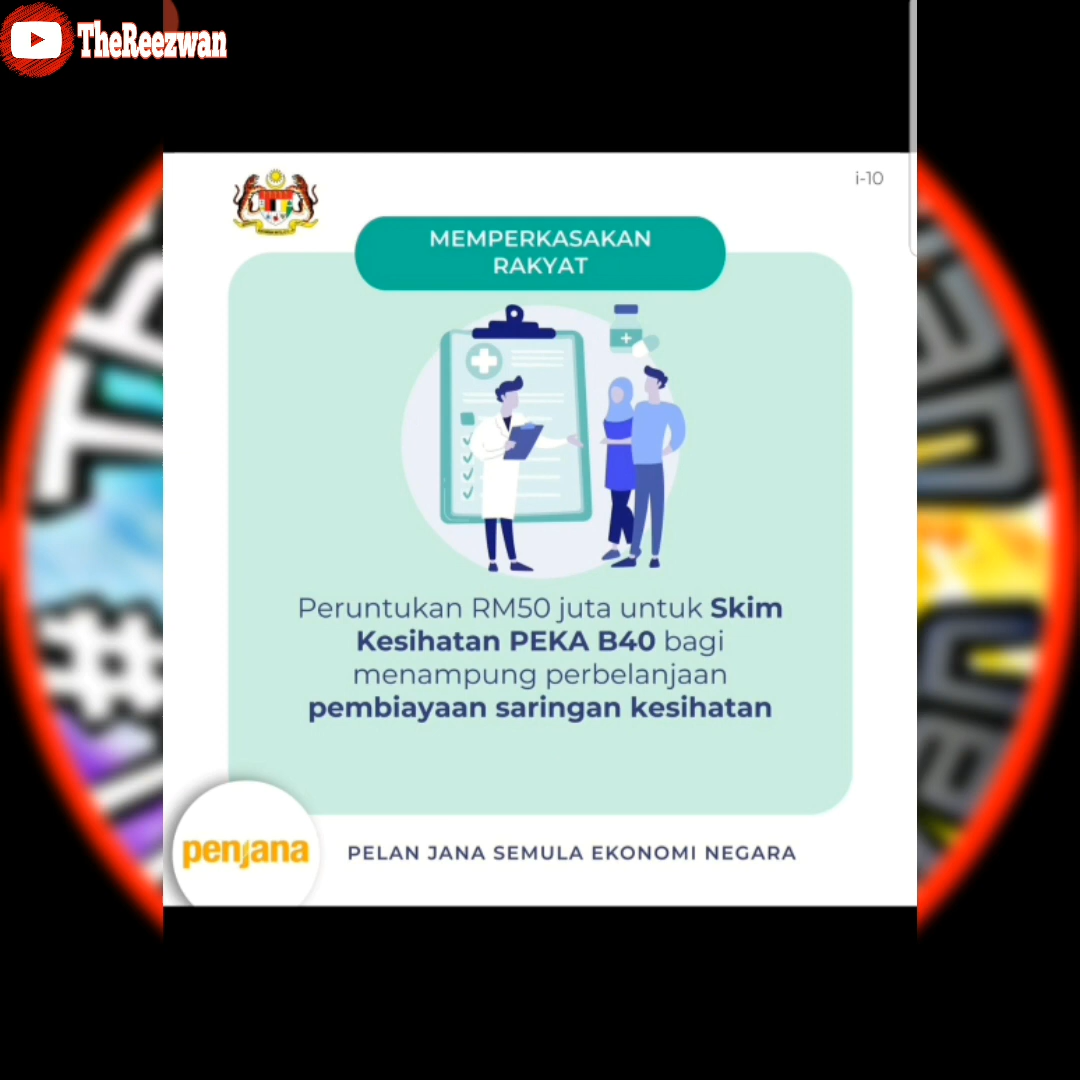 TheReezwan
i-10
MEMPERKASAKAN
RAKYAT
Peruntukan RM50 juta untuk Skim
Kesihatan PEKA B40 bagi
menampung perbelanjaan
pembiayaan saringan kesihatan
penjana
PELAN JANA SEMULA EKONOMI NEGARA